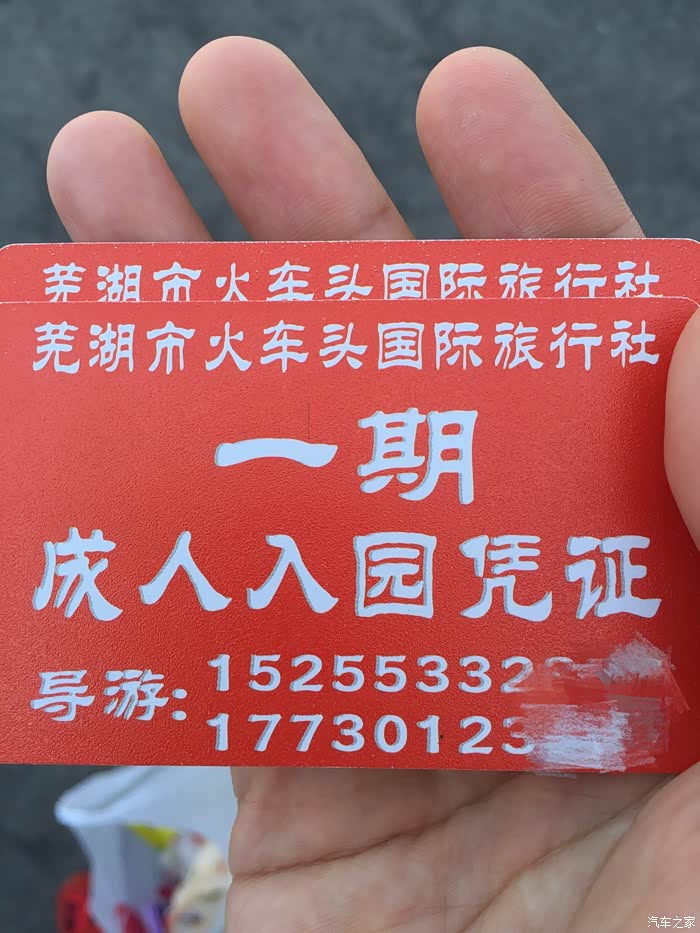 芜湖市火车头国际旅行社
芜湖市火车头国际旅行社
一期
成人入园凭证
导游:
152553322
17730123
汽车之家